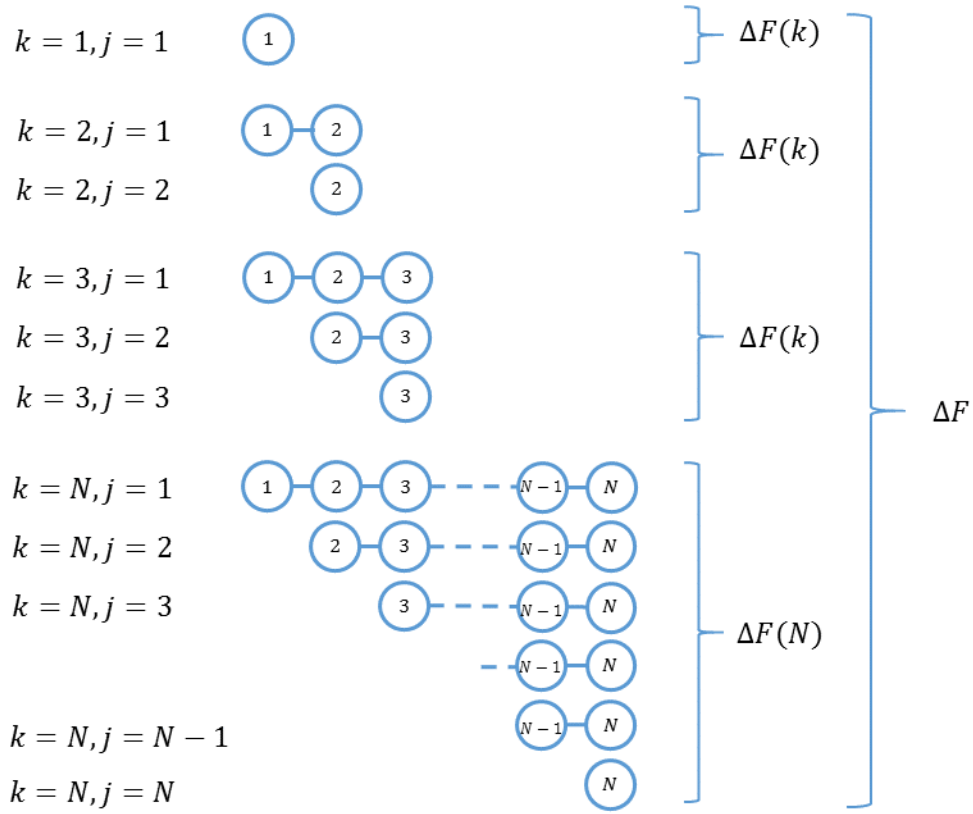 k = 1, j = 1 1 ΔF(k)
k = 2, j = 1 1 2 ΔF(k)
k = 2, j = 2 2
k = 3, j = 1 1 2 3
k = 3, j = 2 2 3 ΔF(k)
k = 3, j = 3 3
ΔF
k = N, j = 1 1 2 3 N − 1 N
k = N, j = 2 2 3 N − 1 N
k = N, j = 3 3 N − 1 N
ΔF(N)
N − 1 N
k = N, j = N − 1 N − 1 N
k = N, j = N N